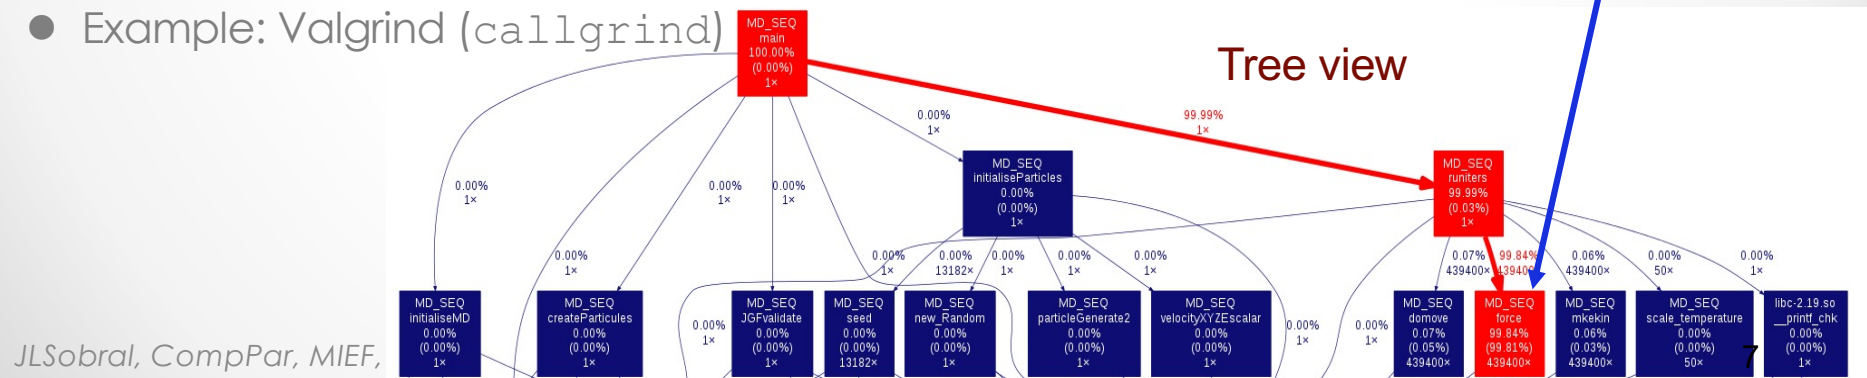 ● Example: Valgrind (callgrind)
Tree view
MD_SEQ
main
100.00%
(0.00%)
1×
0.00%
1×
99.99%
1×
MD_SEQ
initialiseParticles
0.00%
(0.00%)
1×
MD_SEQ
runiters
99.99%
(0.03%)
1×
0.00%
1×
0.00%
1×
0.00%
1×
0.00%
1×
0.00%
1×
0.00%
13182×
0.00%
1×
0.00%
1×
0.00%
1×
0.07%
439400×
99.84%
439400×
0.06%
439400×
0.00%
50×
0.00%
1×
MD_SEQ
initialiseMD
0.00%
(0.00%)
1×
MD_SEQ
createParticules
0.00%
(0.00%)
1×
0.00%
1×
MD_SEQ
JGFvalidate
0.00%
(0.00%)
1×
MD_SEQ
seed
0.00%
(0.00%)
13182×
MD_SEQ
new_Random
0.00%
(0.00%)
1×
MD_SEQ
particleGenerate2
0.00%
(0.00%)
1×
MD_SEQ
velocityXYZEscalar
0.00%
(0.00%)
1×
0.00%
1×
0.00%
1×
MD_SEQ
domove
0.07%
(0.05%)
439400×
MD_SEQ
force
99.84%
(99.81%)
439400×
MD_SEQ
mkekin
0.06%
(0.03%)
439400×
MD_SEQ
scale_temperature
0.00%
(0.00%)
50×
libc-2.19.so
__printf_chk
0.00%
(0.00%)
1×
JLSobral, CompPar, MIEF,
7